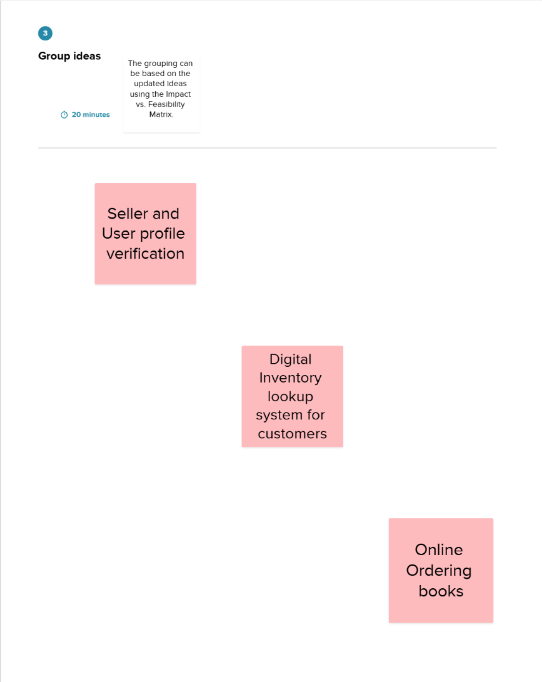 3
Group ideas
The grouping can
be based on the
updated ideas
using the Impact
vs. Feasibility
Matrix.
20 minutes
Seller and
User profile
verification
Digital
Inventory
lookup
system for
customers
Online
Ordering
books